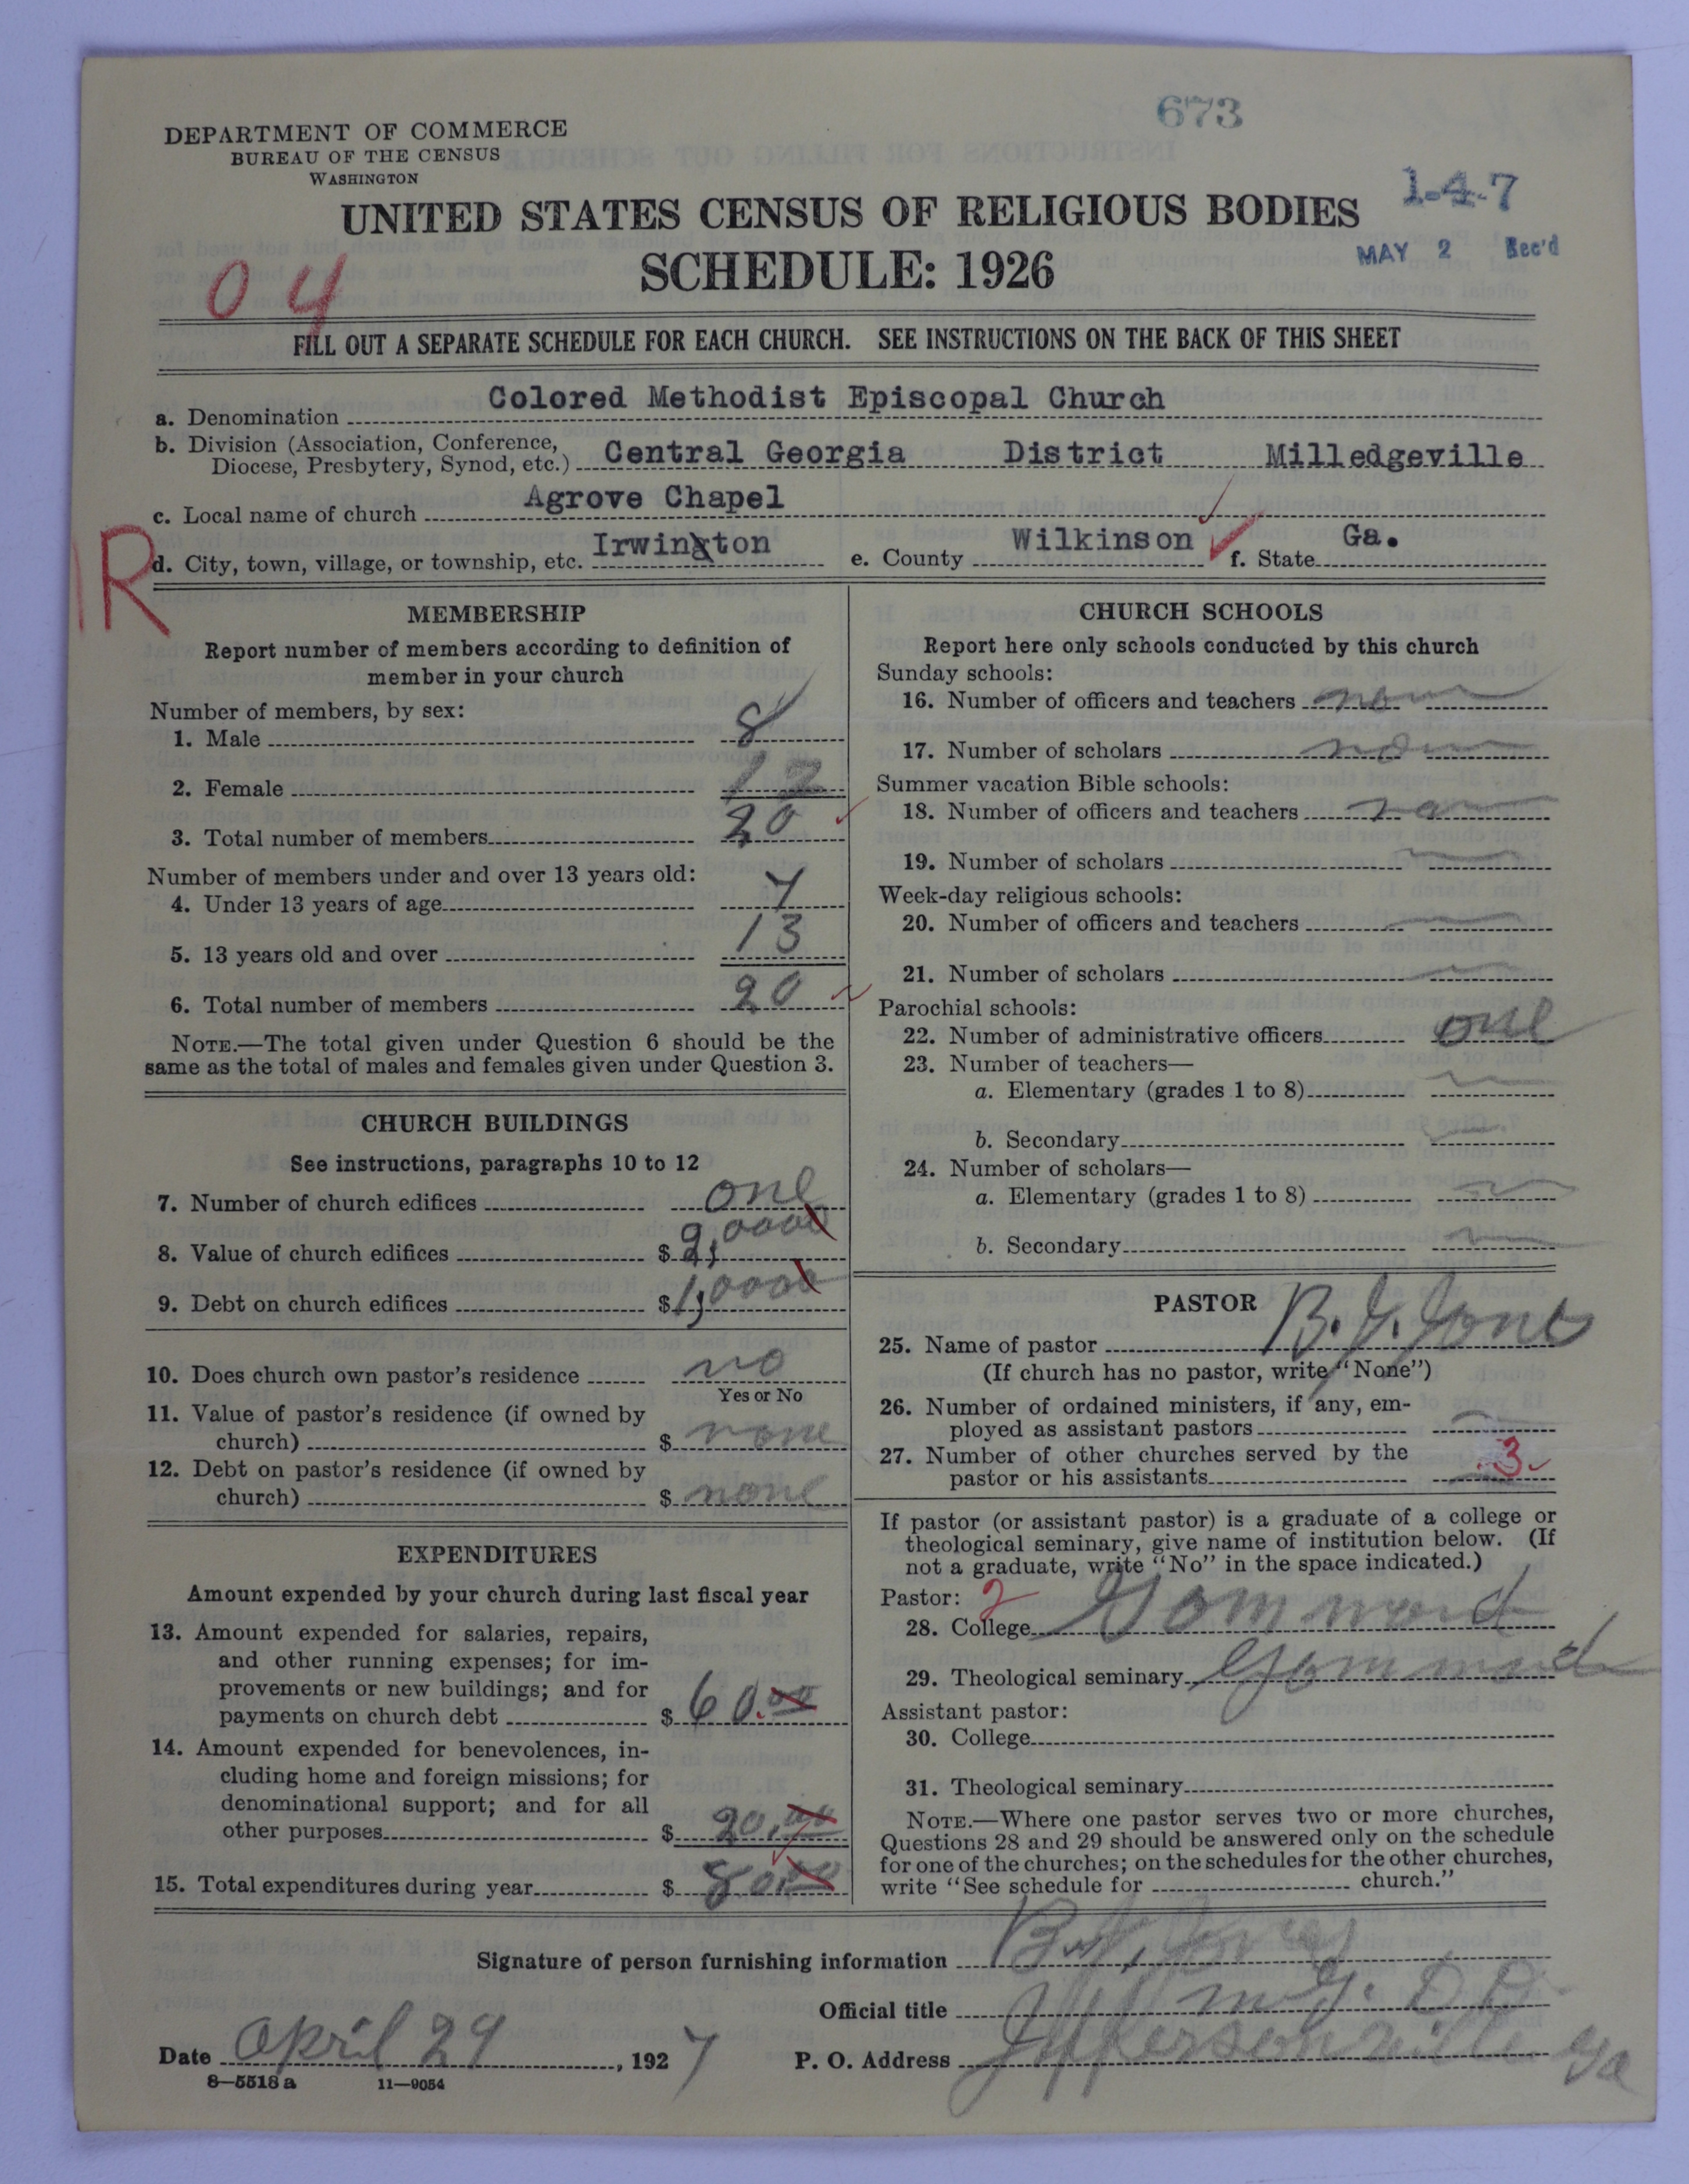 673
DEPARTMENT OF COMMERCE
BUREAU OF THE CENSUS
WASHINGTON
1-4-7
UNITED STATES CENSUS OF RELIGIOUS BODIES
MAY 2 Rec'd
SCHEDULE: 1926
04
FILL OUT A SEPARATE SCHEDULE FOR EACH CHURCH. SEE INSTRUCTIONS ON THE BACK OF THIS SHEET
a. Denomination Colored Methodist Episcopal Church
b. Division (Association, Conference,
Diocese, Presbytery, Synod, etc.) Central Georgia District Milledgeville
c. Local name of church Agrove Chapel
R
d. City, town, village, or township, etc. Irwinton e. County Wilkinson f. State Ga.
MEMBERSHIP
Report number of members according to definition of
member in your church
Number of members, by sex:
1. Male 8
2. Female 12
3. Total number of members 20
Number of members under and over 13 years old:
4. Under 13 years of age 7
5. 13 years old and over 13
6. Total number of members 20
NOTE.—The total given under Question 6 should be the
same as the total of males and females given under Question 3.
CHURCH BUILDINGS
See instructions, paragraphs 10 to 12
7. Number of church edifices one
8. Value of church edifices $ 2,0000
9. Debt on church edifices $ 1,0000
10. Does church own pastor's residence no
Yes or No
11. Value of pastor's residence (if owned by
church) $ none
12. Debt on pastor's residence (if owned by
church) $ none
EXPENDITURES
Amount expended by your church during last fiscal year
13. Amount expended for salaries, repairs,
and other running expenses; for im-
provements or new buildings; and for
payments on church debt $ 60.00
14. Amount expended for benevolences, in-
cluding home and foreign missions; for
denominational support; and for all
other purposes $ 20.00
15. Total expenditures during year $ 80.00
CHURCH SCHOOLS
Report here only schools conducted by this church
Sunday schools:
16. Number of officers and teachers none
17. Number of scholars none
Summer vacation Bible schools:
18. Number of officers and teachers
19. Number of scholars
Week-day religious schools:
20. Number of officers and teachers
21. Number of scholars
Parochial schools:
22. Number of administrative officers one
23. Number of teachers—
a. Elementary (grades 1 to 8)
b. Secondary
24. Number of scholars—
a. Elementary (grades 1 to 8)
b. Secondary
PASTOR
25. Name of pastor B. J. Jones
(If church has no pastor, write "None")
26. Number of ordained ministers, if any, em-
ployed as assistant pastors
27. Number of other churches served by the
pastor or his assistants 3
If pastor (or assistant pastor) is a graduate of a college or
theological seminary, give name of institution below. (If
not a graduate, write "No" in the space indicated.)
Pastor: 2
28. College Gammond
29. Theological seminary Gammond
Assistant pastor:
30. College
31. Theological seminary
NOTE.—Where one pastor serves two or more churches,
Questions 28 and 29 should be answered only on the schedule
for one of the churches; on the schedules for the other churches,
write "See schedule for church."
Signature of person furnishing information B. J. Jones
Official title
Date April 29, 1927 P. O. Address Jeffersonville Ga
8—5518 a 11—9054